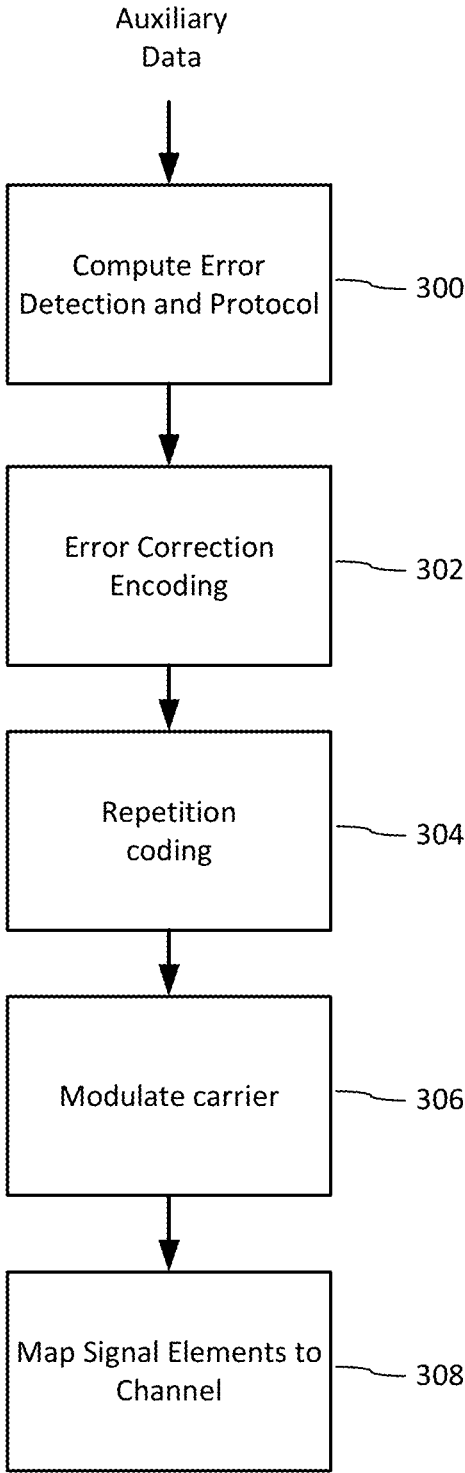 Auxiliary
Data
Compute Error
Detection and Protocol
300
Error Correction
Encoding
302
Repetition
coding
304
Modulate carrier
306
Map Signal Elements to
Channel
308